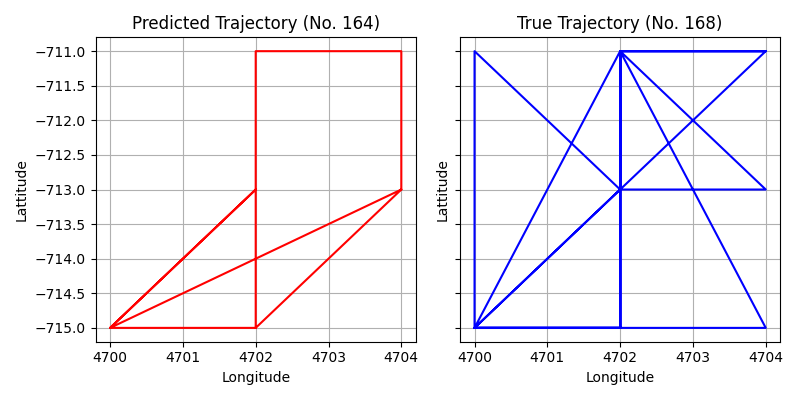 Predicted Trajectory (No. 164)
True Trajectory (No. 168)
−711.0
−711.5
−712.0
−712.5
−713.0
−713.5
−714.0
−714.5
−715.0
Lattitude
Lattitude
4700 4701 4702 4703 4704
4700 4701 4702 4703 4704
Longitude
Longitude